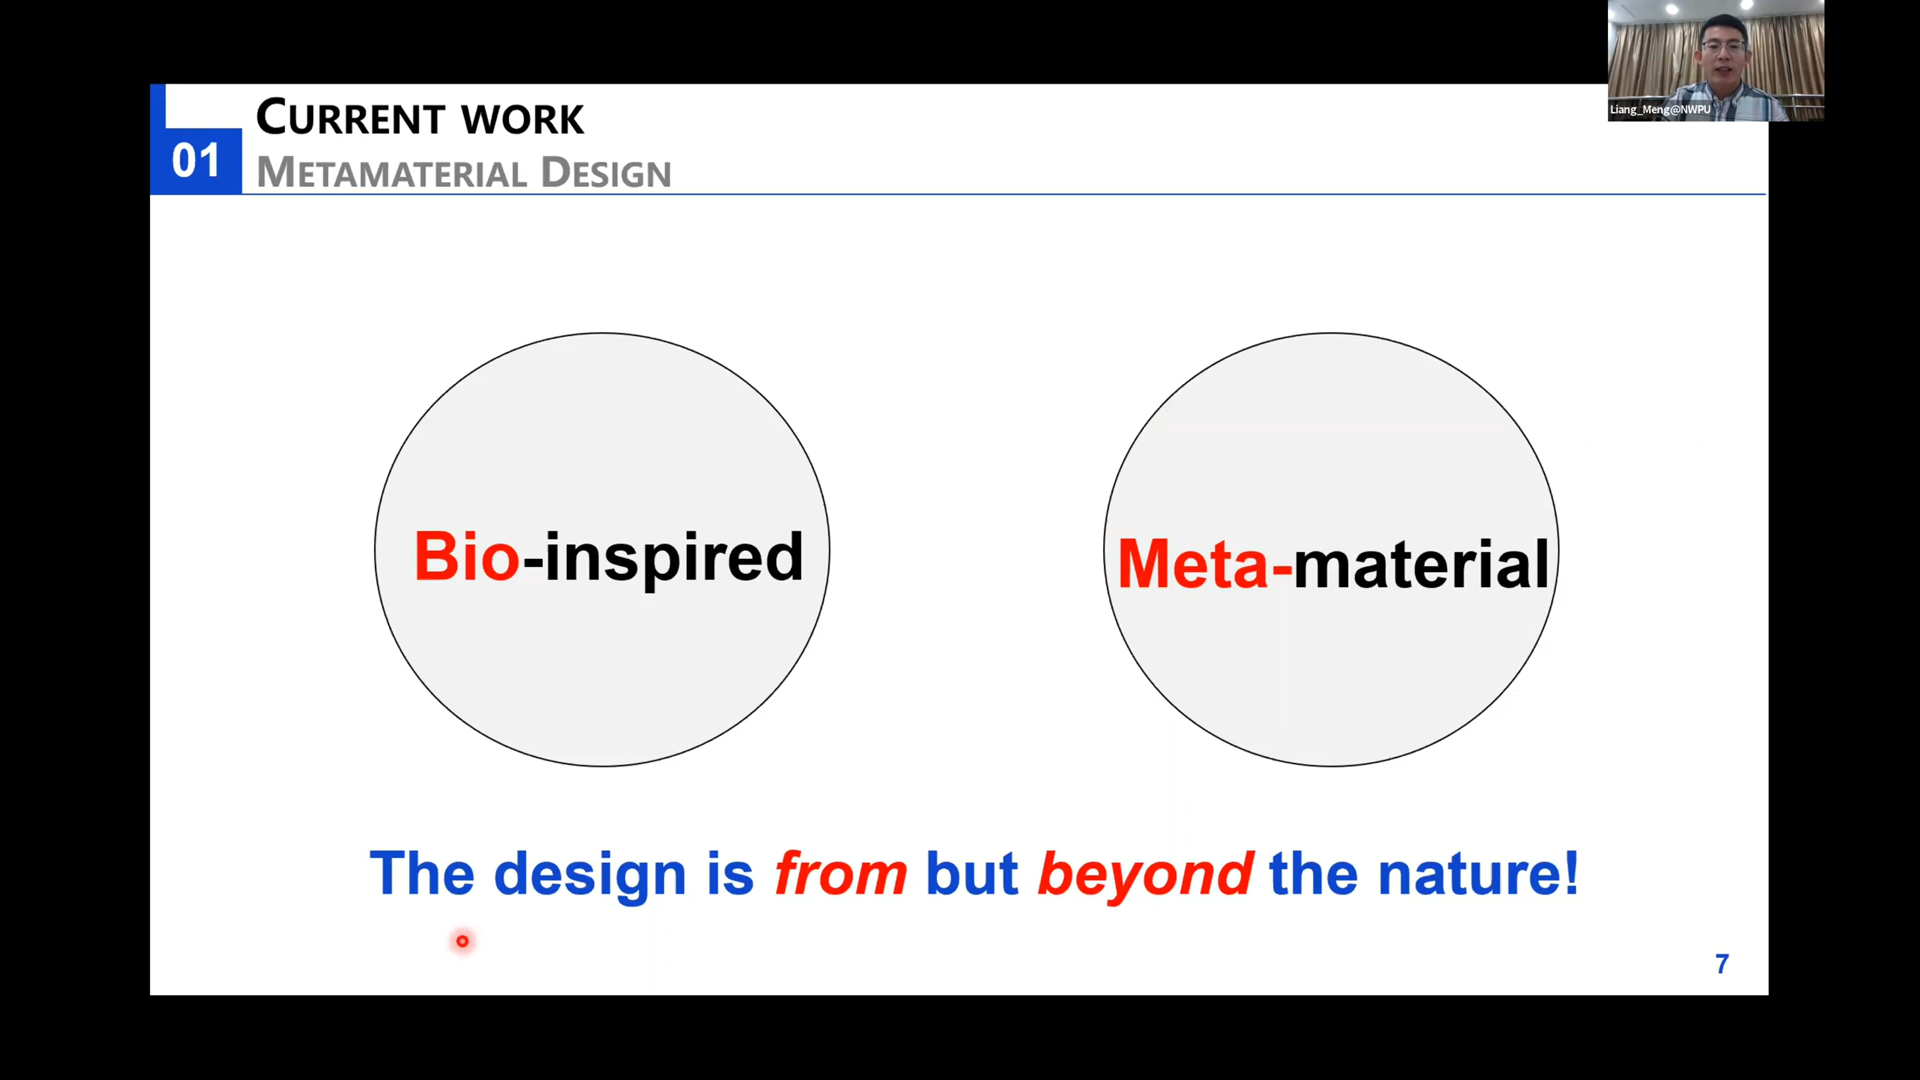 Liang_Meng@NWPU
CURRENT WORK
01
METAMATERIAL DESIGN
Bio-inspired
Meta-material
The design is from but beyond the nature!
7